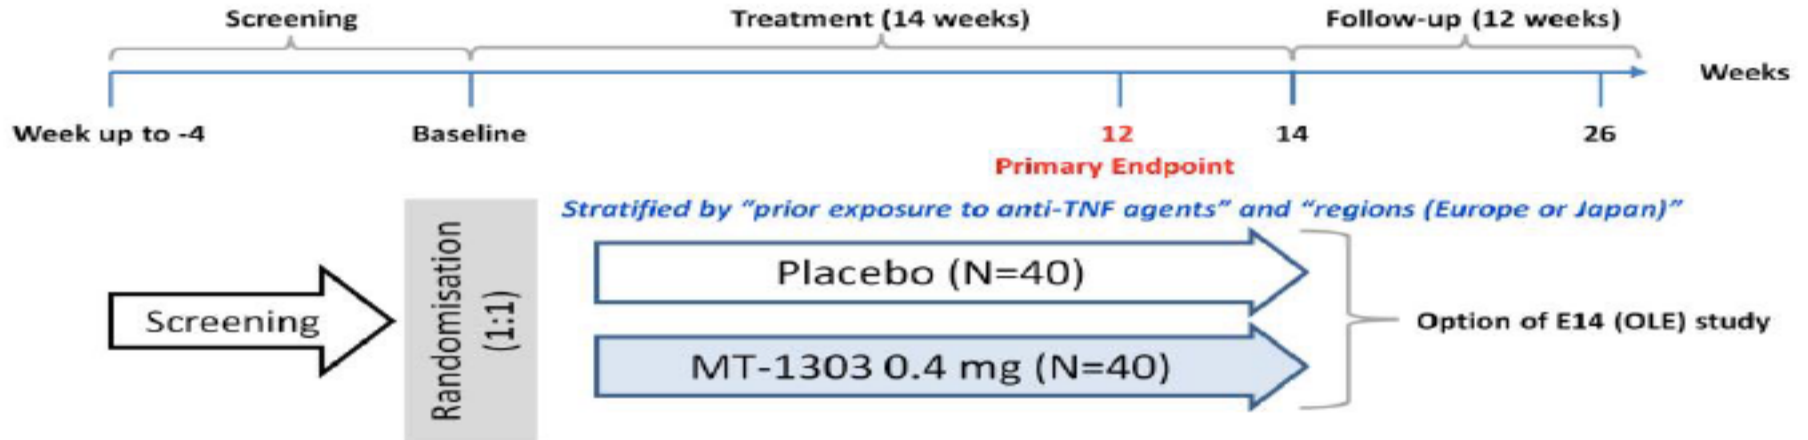 Screening Treatment (14 weeks) Follow-up (12 weeks)
Weeks
Week up to -4 Baseline 12 14 26
Primary Endpoint
Stratified by “prior exposure to anti-TNF agents” and “regions (Europe or Japan)”
Screening
Randomisation
(1:1)
Placebo (N=40)
MT-1303 0.4 mg (N=40)
Option of E14 (OLE) study